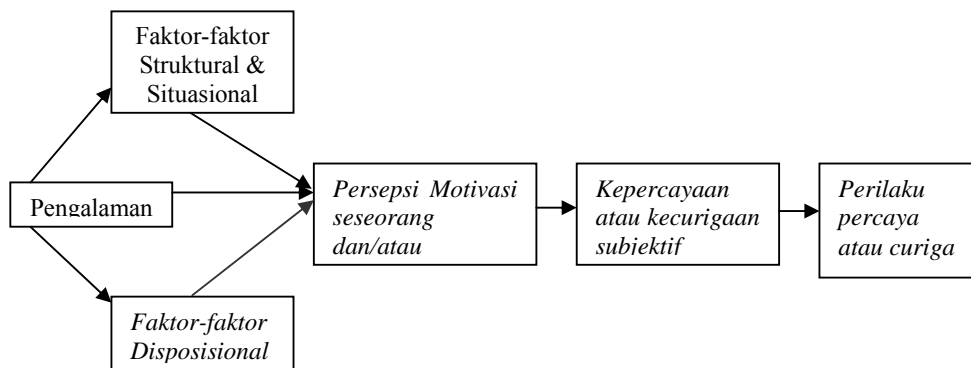 Faktor-faktor
Struktural &
Situasional
Pengalaman
Persepsi Motivasi
seseorang
dan/atau
Kepercayaan
atau kecurigaan
subjektif
Perilaku
percaya
atau curiga
Faktor-faktor
Disposisional